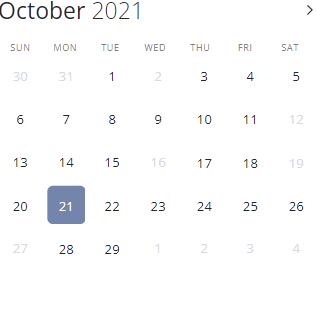 October 2021
SUN MON TUE WED THU FRI SAT
30 31 1 2 3 4 5
6 7 8 9 10 11 12
13 14 15 16 17 18 19
20 21 22 23 24 25 26
27 28 29 1 2 3 4